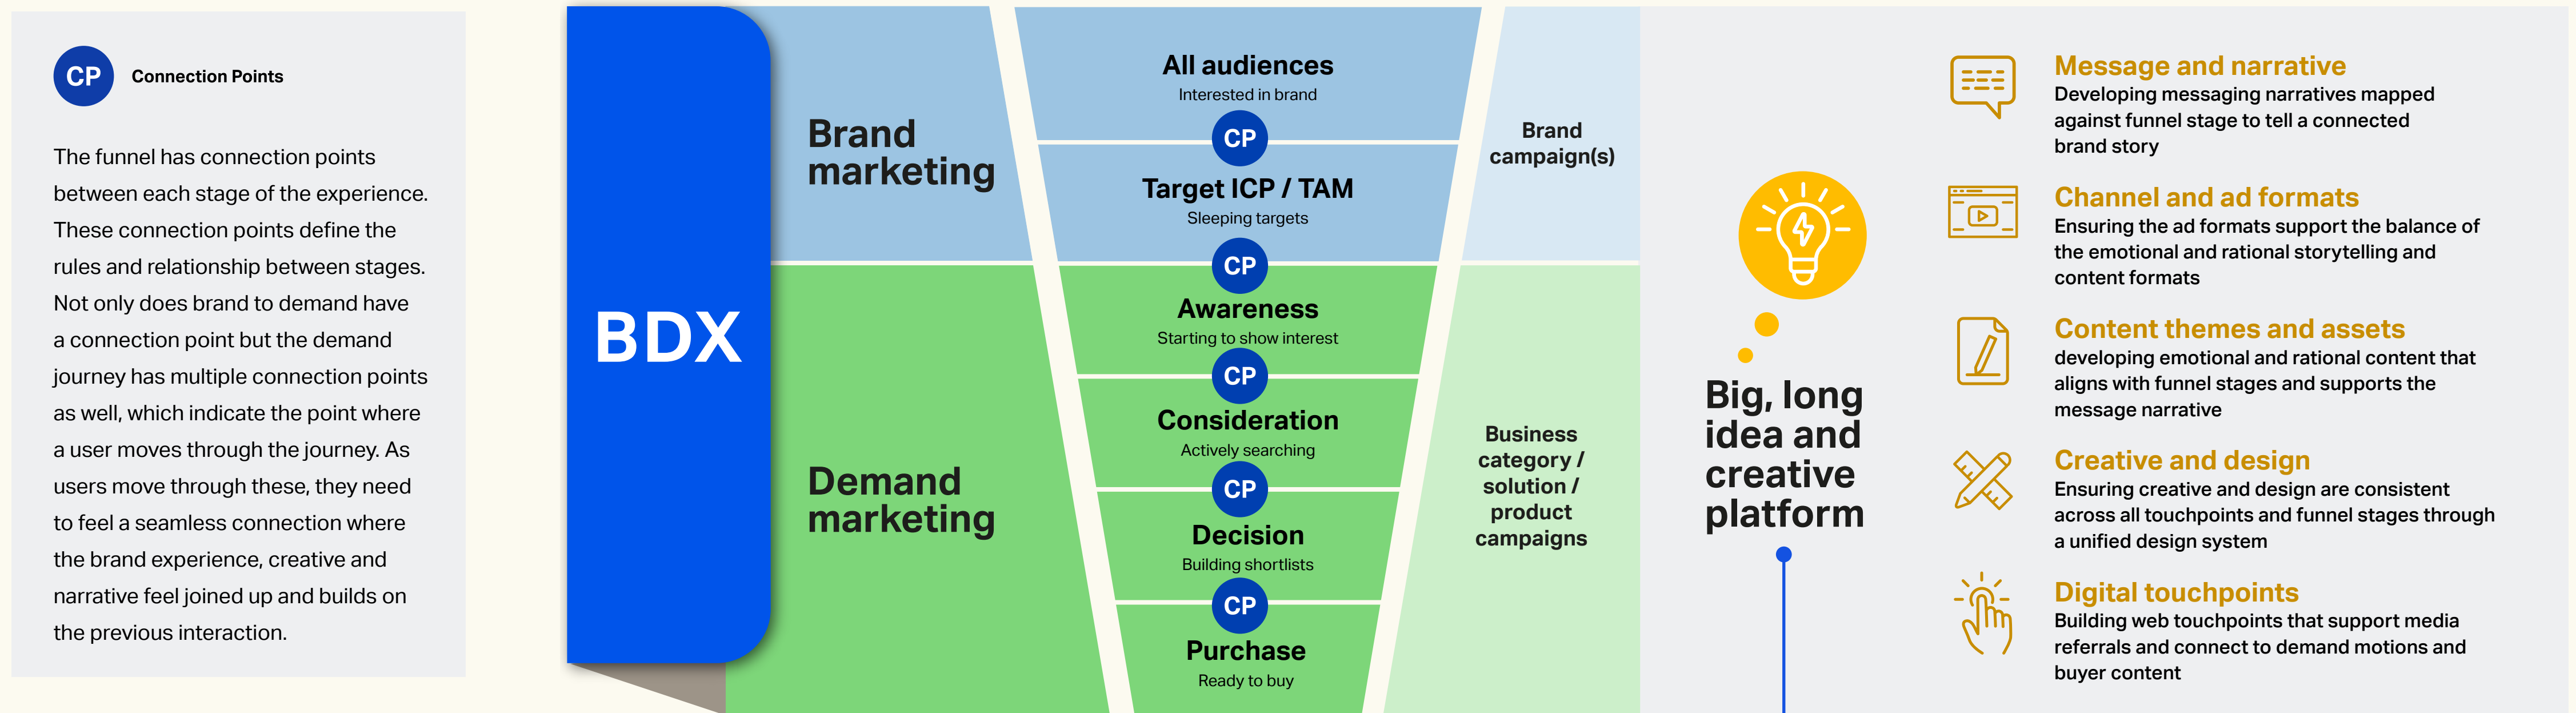 CP
Connection Points
The funnel has connection points
between each stage of the experience.
These connection points define the
rules and relationship between stages.
Not only does brand to demand have
a connection point but the demand
journey has multiple connection points
as well, which indicate the point where
a user moves through the journey. As
users move through these, they need
to feel a seamless connection where
the brand experience, creative and
narrative feel joined up and builds on
the previous interaction.
BDX
Brand
marketing
Demand
marketing
All audiences
Interested in brand
CP
Target ICP / TAM
Sleeping targets
CP
Awareness
Starting to show interest
CP
Consideration
Actively searching
CP
Decision
Building shortlists
CP
Purchase
Ready to buy
Brand
campaign(s)
Business
category /
solution /
product
campaigns
Big, long
idea and
creative
platform
Message and narrative
Developing messaging narratives mapped
against funnel stage to tell a connected
brand story
Channel and ad formats
Ensuring the ad formats support the balance of
the emotional and rational storytelling and
content formats
Content themes and assets
developing emotional and rational content that
aligns with funnel stages and supports the
message narrative
Creative and design
Ensuring creative and design are consistent
across all touchpoints and funnel stages through
a unified design system
Digital touchpoints
Building web touchpoints that support media
referrals and connect to demand motions and
buyer content